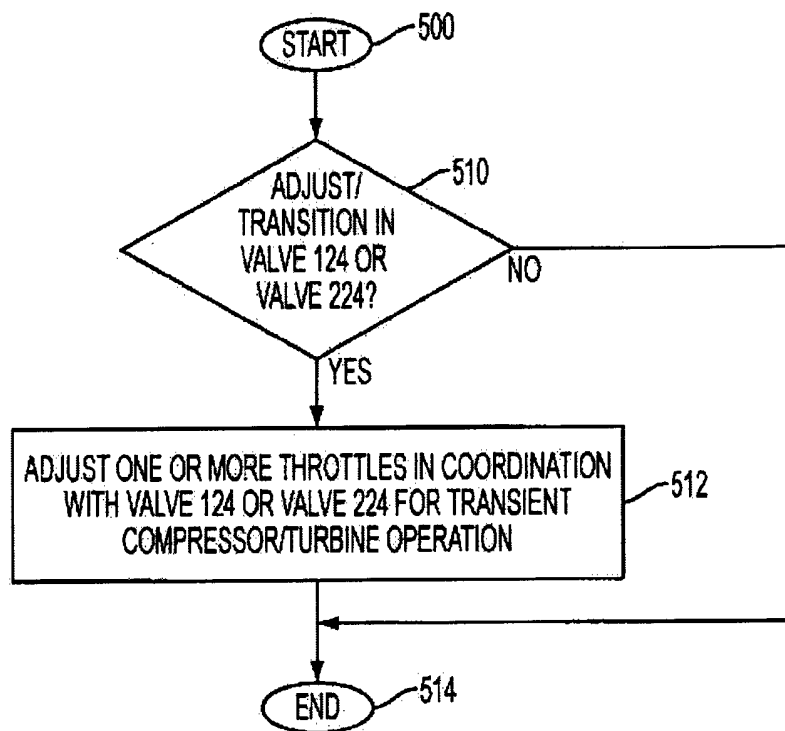 START
500
510
ADJUST/
TRANSITION IN
VALVE 124 OR
VALVE 224?
NO
YES
ADJUST ONE OR MORE THROTTLES IN COORDINATION
WITH VALVE 124 OR VALVE 224 FOR TRANSIENT
COMPRESSOR/TURBINE OPERATION
512
END
514